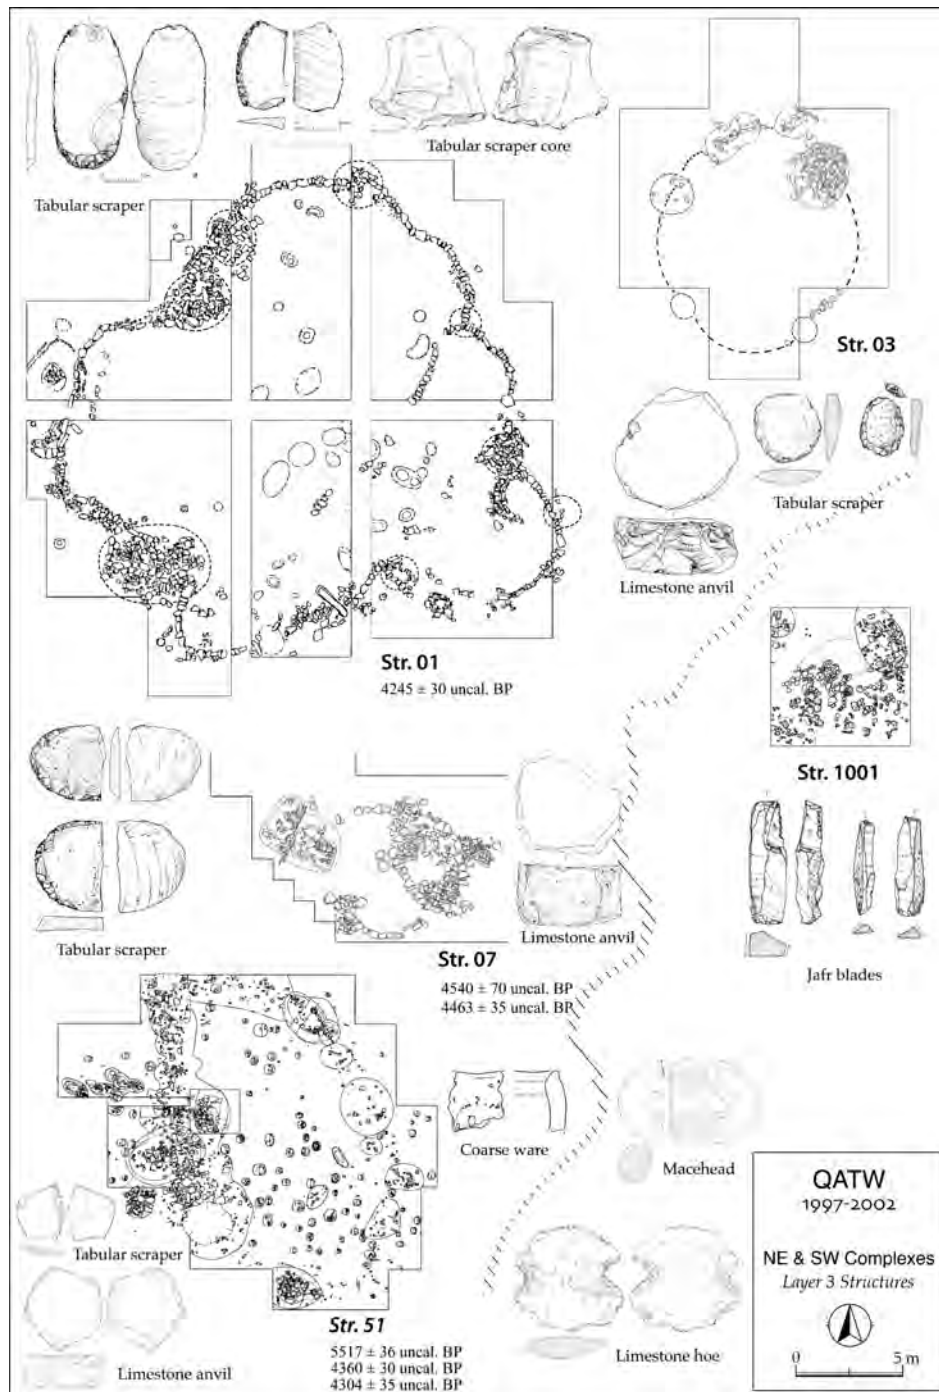 Tabular scraper core
Tabular scraper
Str. 03
Tabular scraper
Limestone anvil
Str. 01
4245 ± 30 uncal. BP
Str. 1001
Tabular scraper
Limestone anvil
Str. 07
4540 ± 70 uncal. BP
4463 ± 35 uncal. BP
Jafr blades
Coarse ware
Macehead
QATW
1997-2002
NE & SW Complexes
Layer 3 Structures
0 5 m
Tabular scraper
Str. 51
5517 ± 36 uncal. BP
4360 ± 30 uncal. BP
4304 ± 35 uncal. BP
Limestone anvil
Limestone hoe